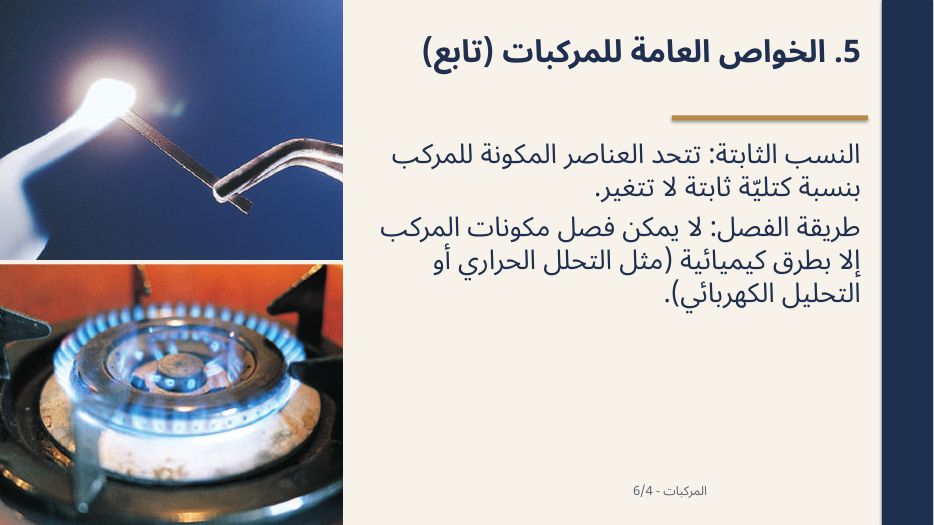 5. الخواص العامة للمركبات (تابع)
النسب الثابتة: تتحد العناصر المكونة للمركب
بنسبة كتليّة ثابتة لا تتغير.
طريقة الفصل: لا يمكن فصل مكونات المركب
إلا بطرق كيميائية (مثل التحلل الحراري أو
التحليل الكهربائي).
المركبات - 6/4